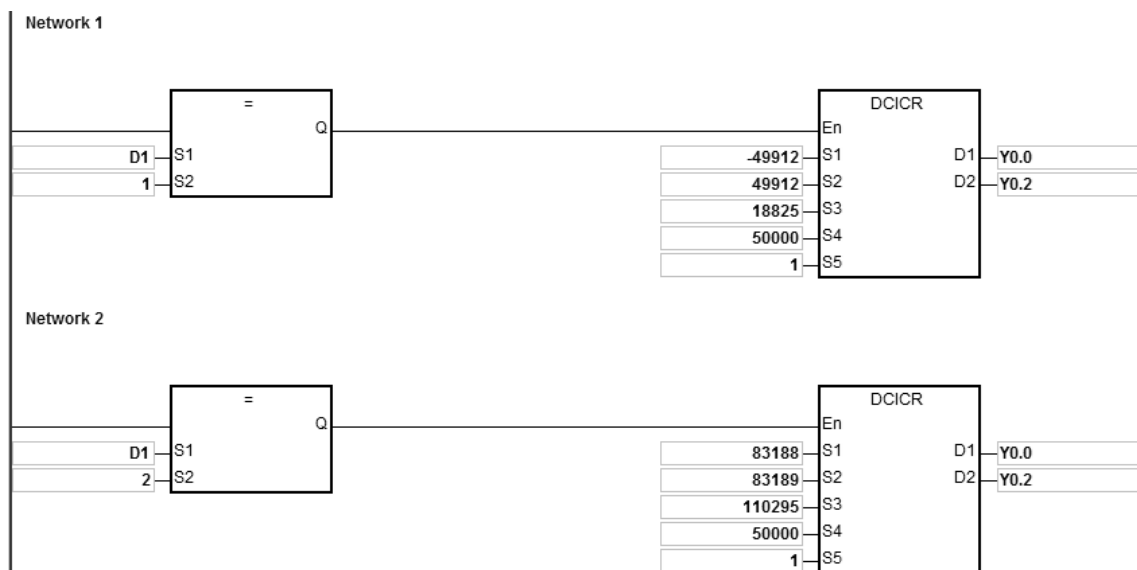 Network 1
=
DCICR
Q
En
D1
S1
-49912
S1
D1
Y0.0
1
S2
49912
S2
D2
Y0.2
18825
S3
50000
S4
1
S5
Network 2
=
DCICR
Q
En
D1
S1
83188
S1
D1
Y0.0
2
S2
83189
S2
D2
Y0.2
110295
S3
50000
S4
1
S5